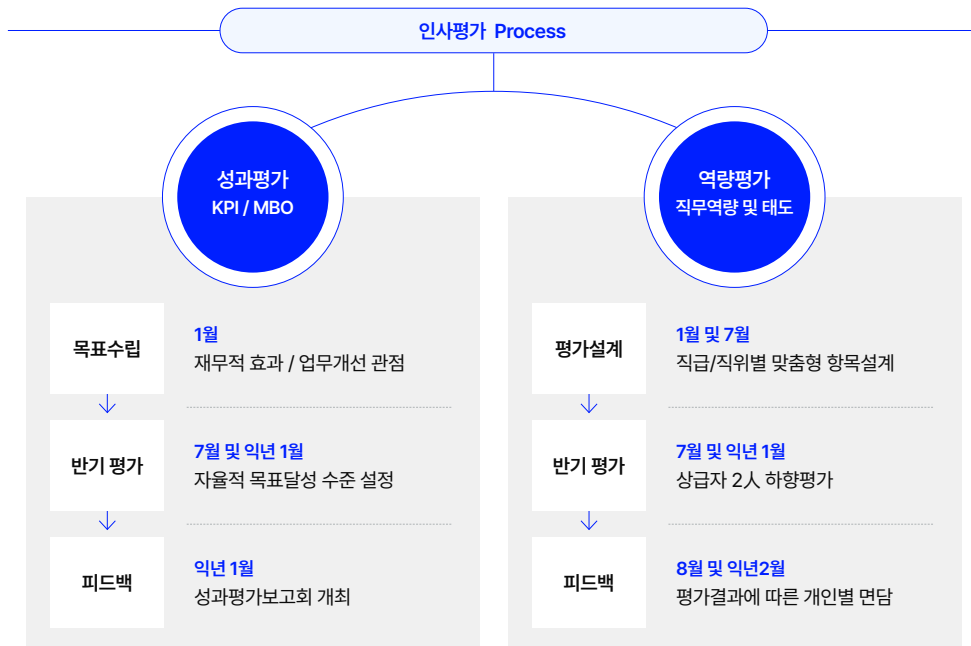 인사평가 Process
성과평가
KPI / MBO
목표수립
1월
재무적 효과 / 업무개선 관점
반기 평가
7월 및 익년 1월
자율적 목표달성 수준 설정
피드백
익년 1월
성과평가보고회 개최
역량평가
직무역량 및 태도
평가설계
1월 및 7월
직급/직위별 맞춤형 항목설계
반기 평가
7월 및 익년 1월
상급자 2人 하향평가
피드백
8월 및 익년2월
평가결과에 따른 개인별 면담